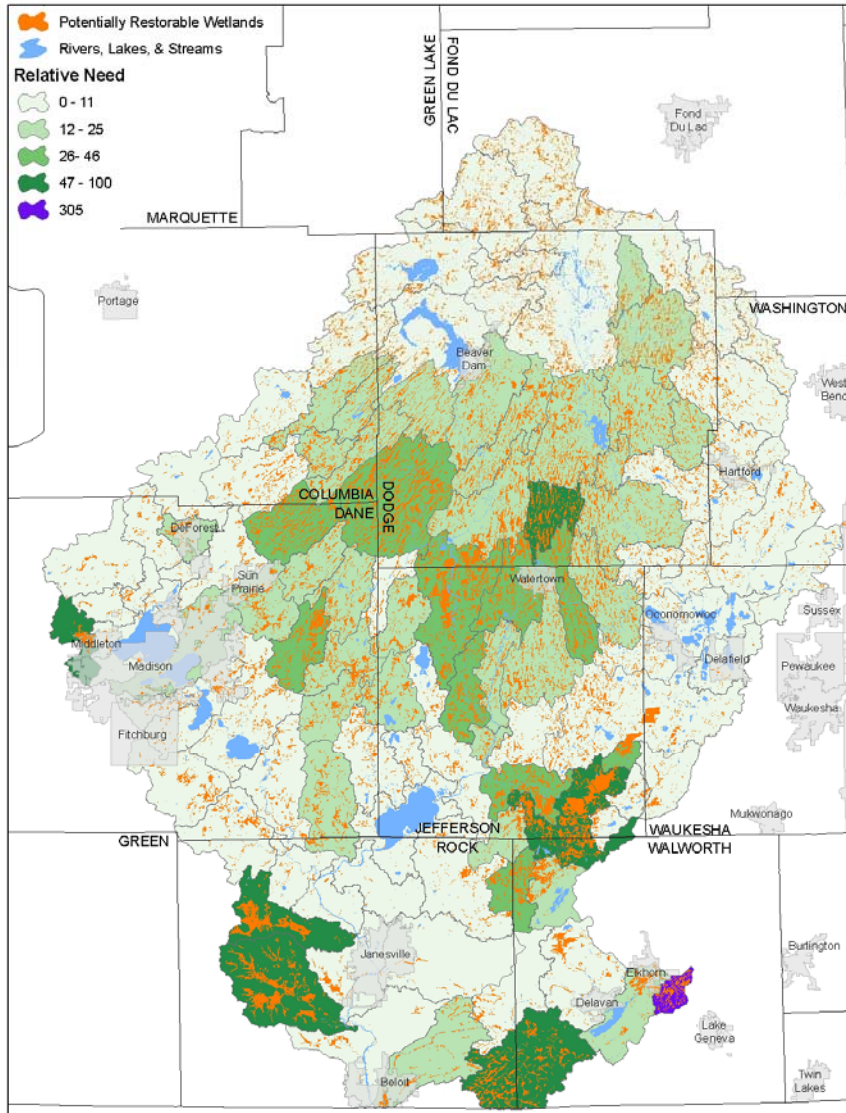 Potentially Restorable Wetlands
Rivers, Lakes, & Streams
Relative Need
0 - 11
12 - 25
26 - 46
47 - 100
305
GREEN LAKE
FOND DU LAC
Fond
Du Lac
MARQUETTE
Portage
WASHINGTON
Beaver
Dam
West
Bend
Hartford
COLUMBIA
DANE
DODGE
DeForest
Sun
Prairie
Watertown
Oconomowoc
Sussex
Middleton
Madison
Delafield
Pewaukee
Waukesha
Fitchburg
Mukwonago
GREEN
JEFFERSON
ROCK
WAUKESHA
WALWORTH
Janesville
Burlington
Elkhorn
Delavan
Lake
Geneva
Beloit
Twin
Lakes